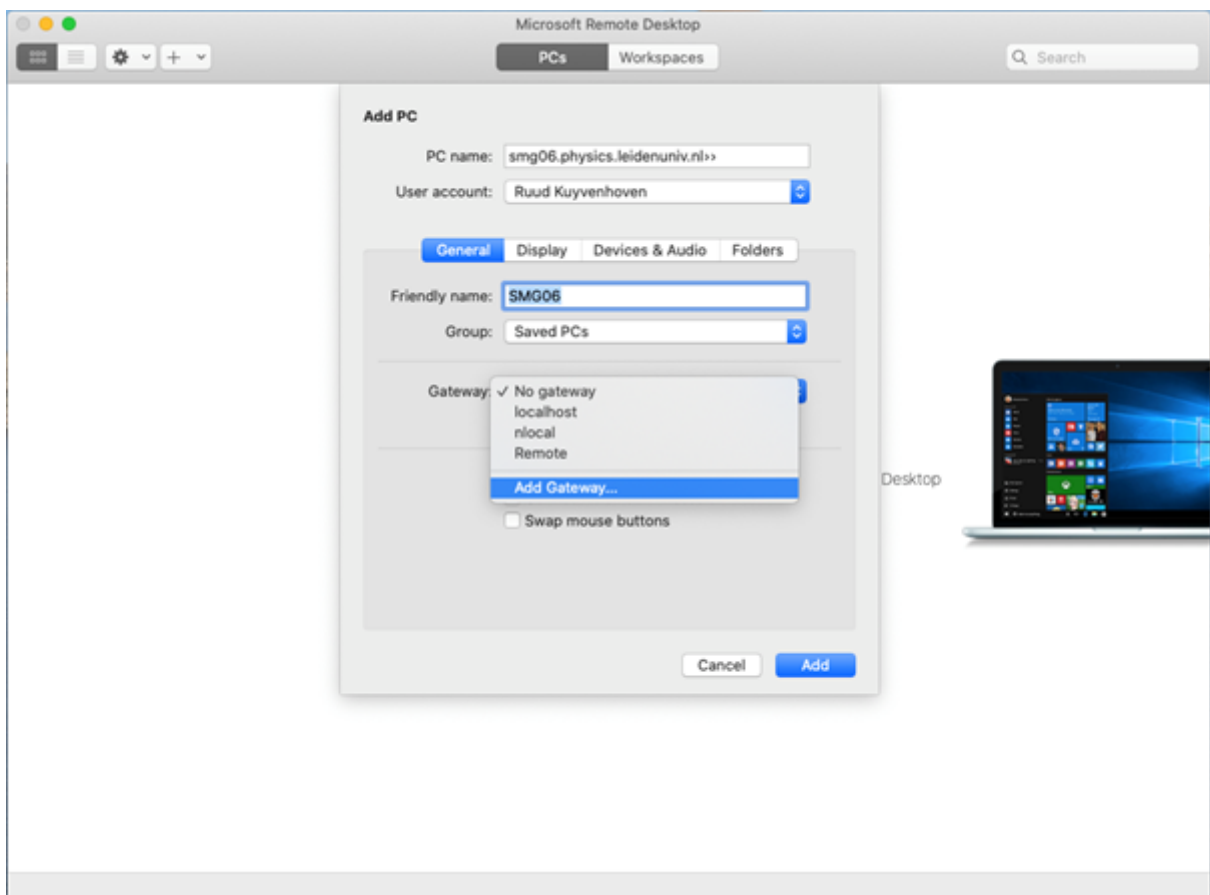 Microsoft Remote Desktop
PCs Workspaces Search
Add PC
PC name: smg06.physics.leidenuniv.nl>>
User account: Ruud Kuyvenhoven
General Display Devices & Audio Folders
Friendly name: SMG06
Group: Saved PCs
Gateway: ✓ No gateway
localhost
nlocal
Remote
Desktop
Add Gateway...
Swap mouse buttons
Cancel Add